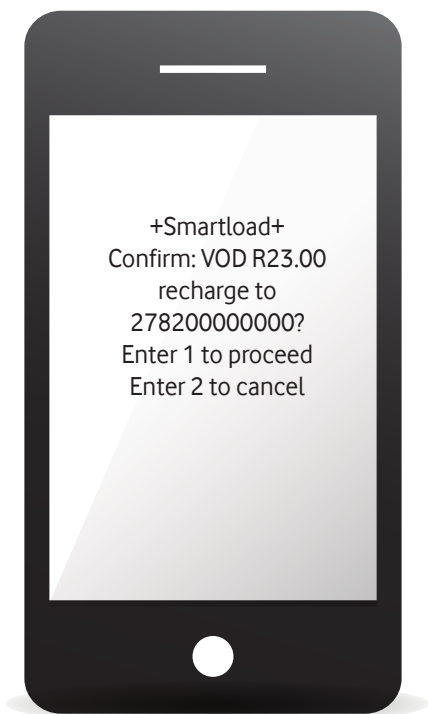 +Smartload+
Confirm: VOD R23.00
recharge to
278200000000?
Enter 1 to proceed
Enter 2 to cancel